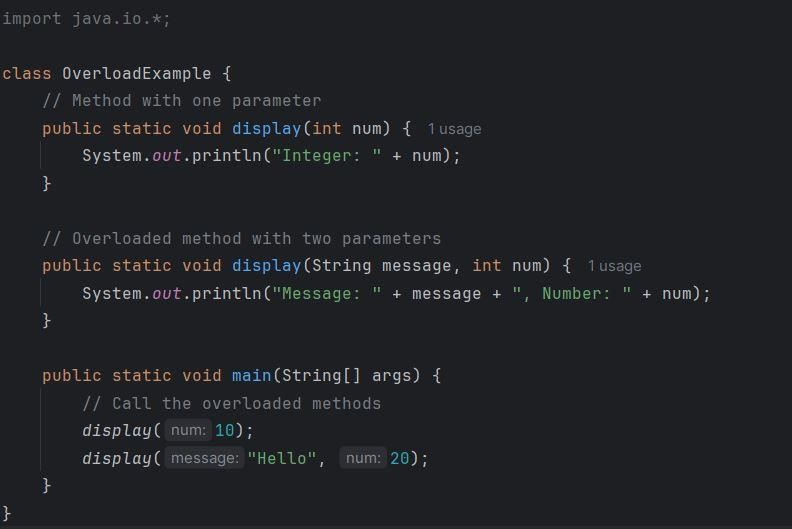 import java.io.*;
class OverloadExample {
// Method with one parameter
public static void display(int num) { 1 usage
System.out.println("Integer: " + num);
}
// Overloaded method with two parameters
public static void display(String message, int num) { 1 usage
System.out.println("Message: " + message + ", Number: " + num);
}
public static void main(String[] args) {
// Call the overloaded methods
display( num: 10);
display( message: "Hello", num: 20);
}
}